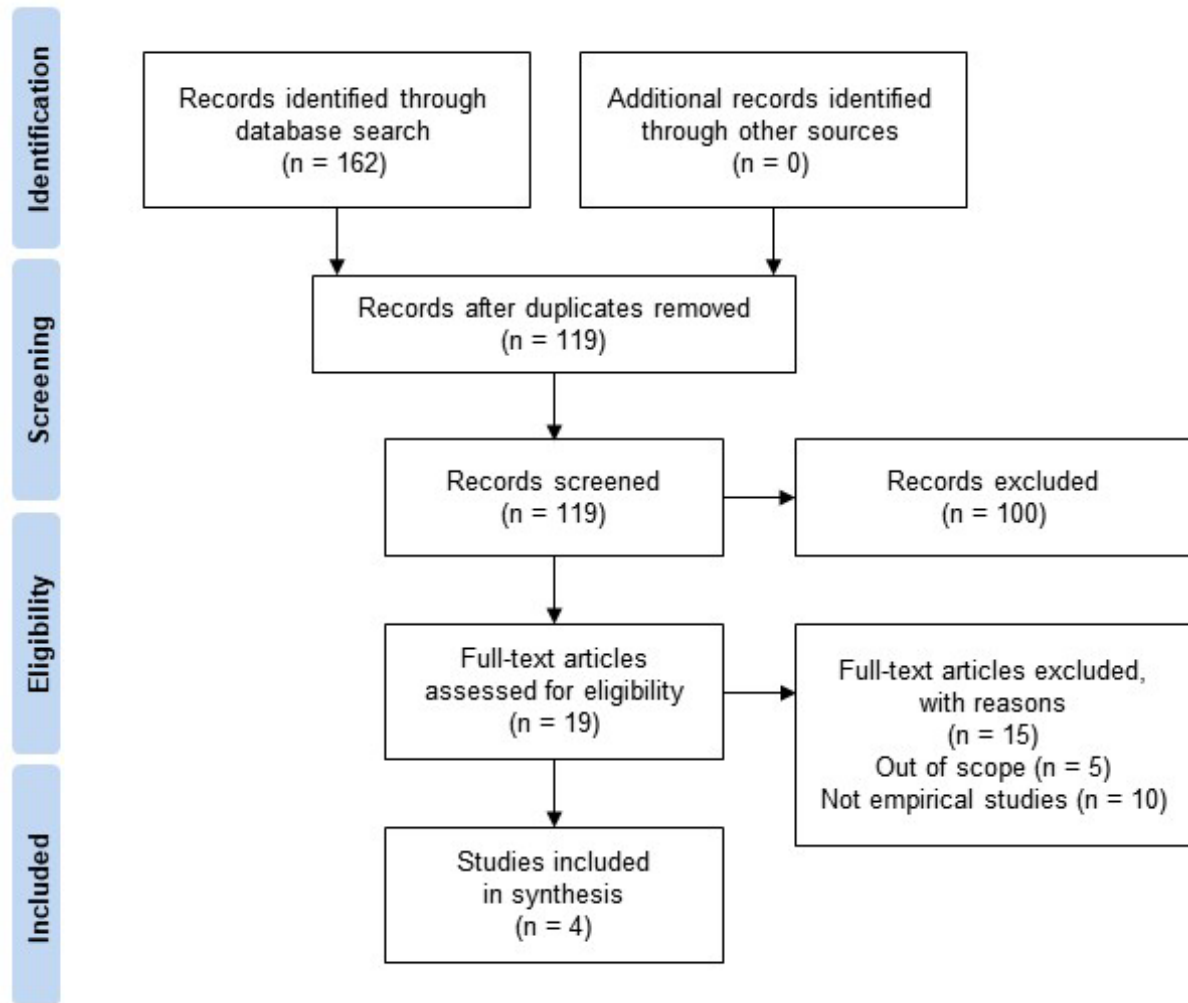 Identification
Records identified through
database search
(n = 162)
Additional records identified
through other sources
(n = 0)
Screening
Records after duplicates removed
(n = 119)
Records screened
(n = 119)
Records excluded
(n = 100)
Eligibility
Full-text articles
assessed for eligibility
(n = 19)
Full-text articles excluded,
with reasons
(n = 15)
Out of scope (n = 5)
Not empirical studies (n = 10)
Included
Studies included
in synthesis
(n = 4)